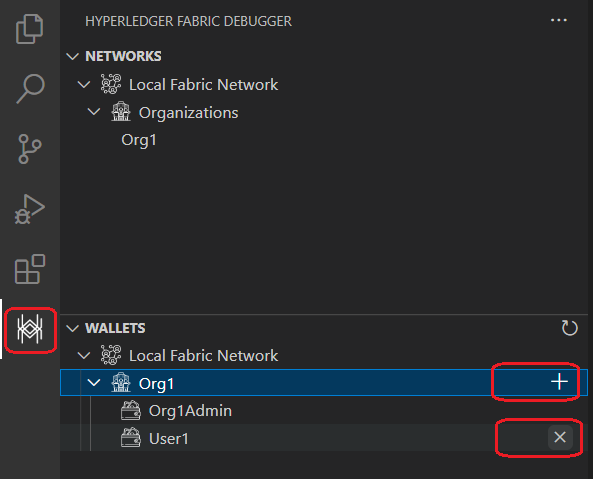 HYPERLEDGER FABRIC DEBUGGER
NETWORKS
Local Fabric Network
Organizations
Org1
WALLETS
Local Fabric Network
Org1
Org1Admin
User1